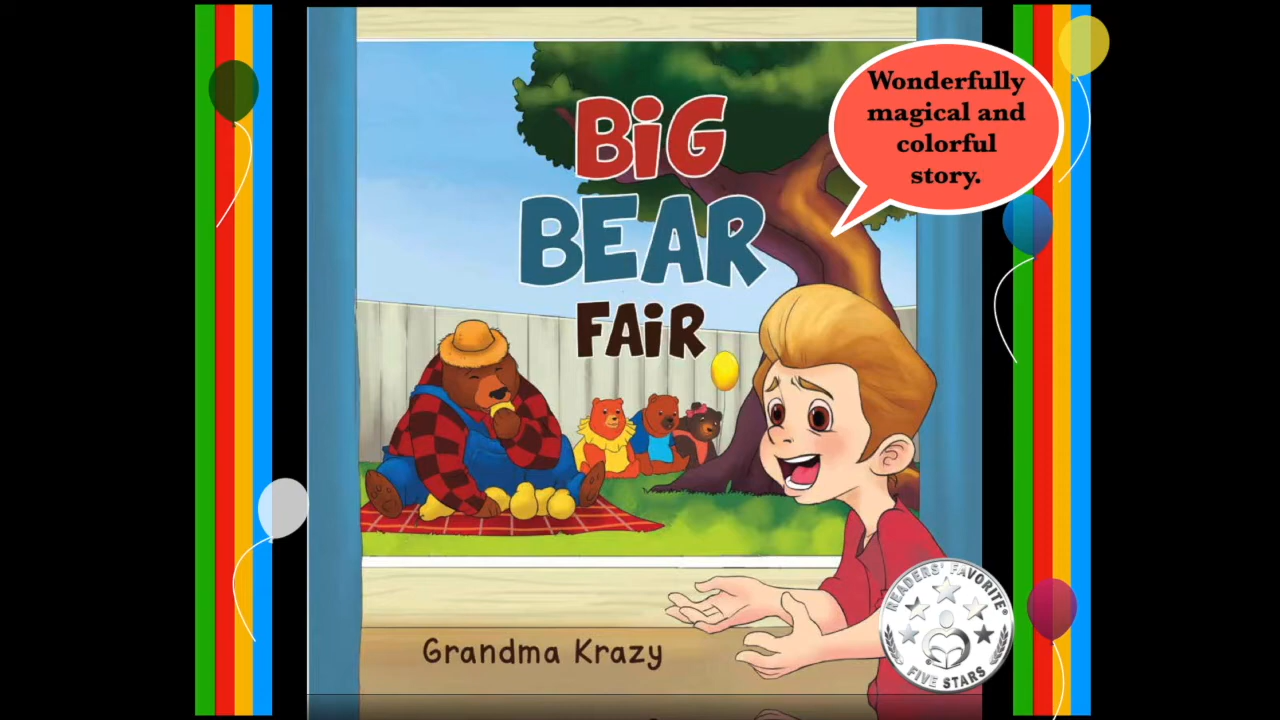 BiG
BEAR
FAiR
Wonderfully
magical and
colorful
story.
Grandma Krazy
READERS' FAVORITE®
FIVE STARS